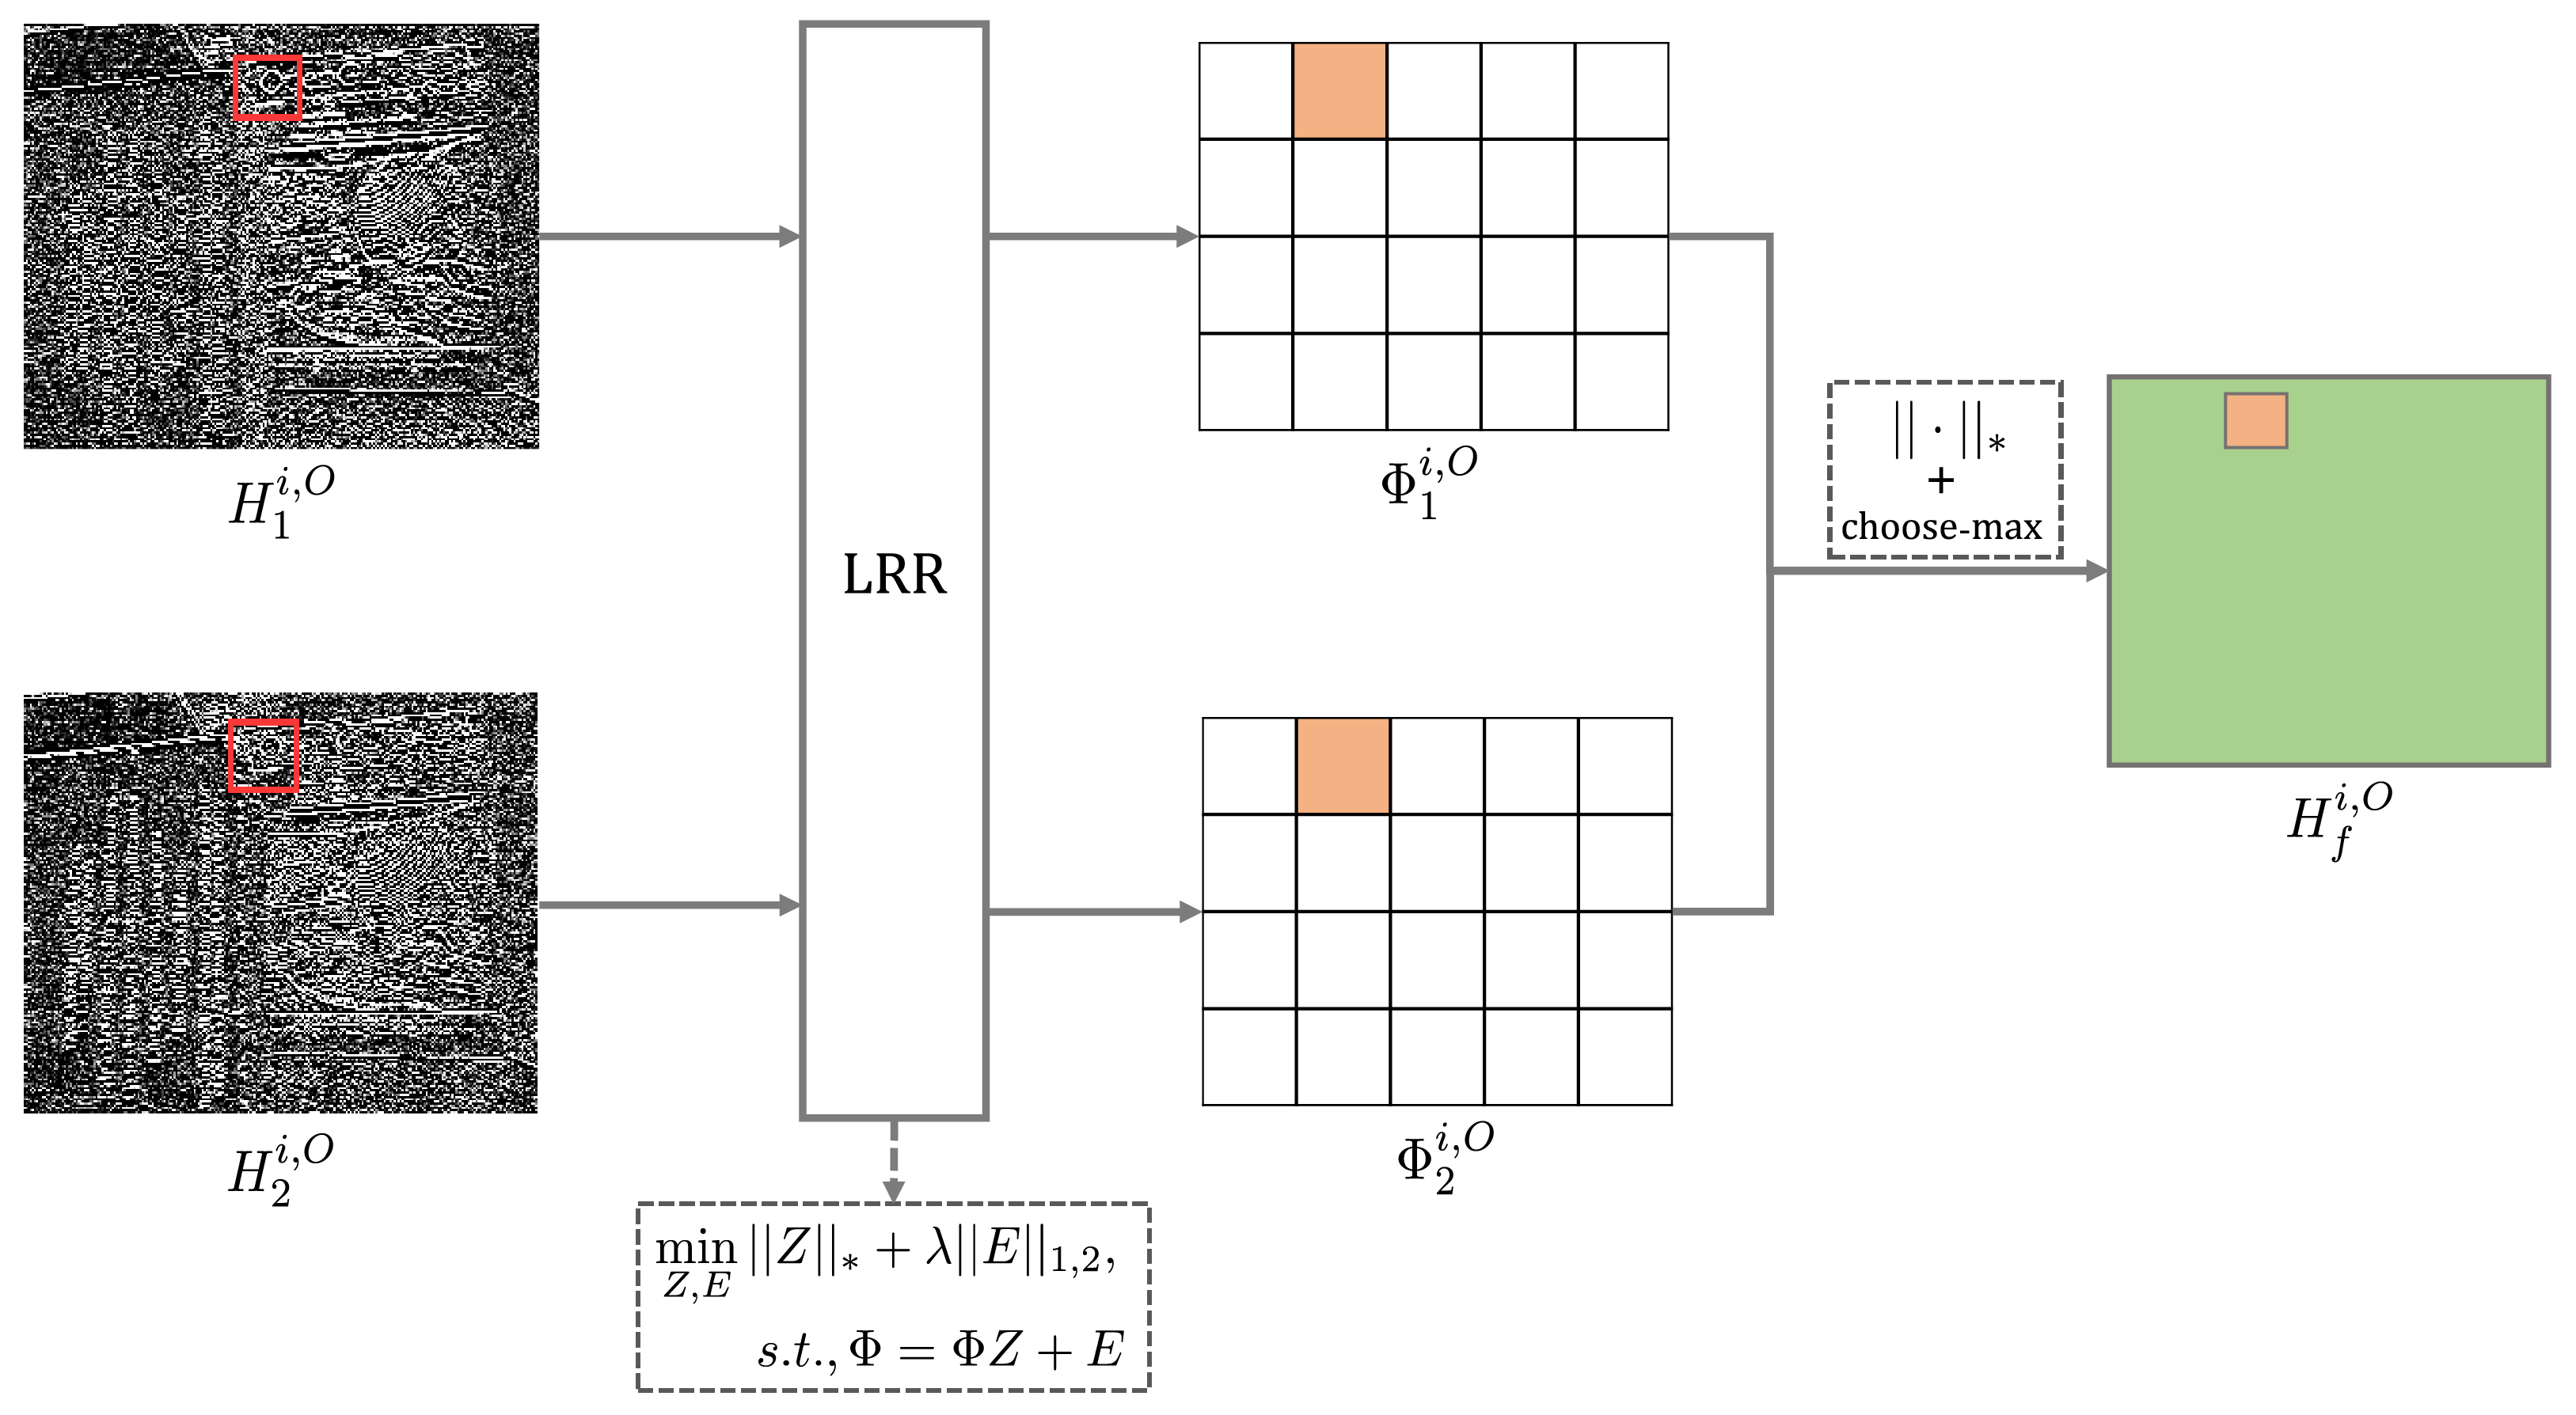 $H_1^{i,O}$
$H_2^{i,O}$
LRR
$\min_{Z,E} ||Z||_* + \lambda||E||_{1,2},$
$s.t., \Phi = \Phi Z + E$
$\Phi_1^{i,O}$
$\Phi_2^{i,O}$
$|| \cdot ||_*$
+
choose-max
$H_f^{i,O}$